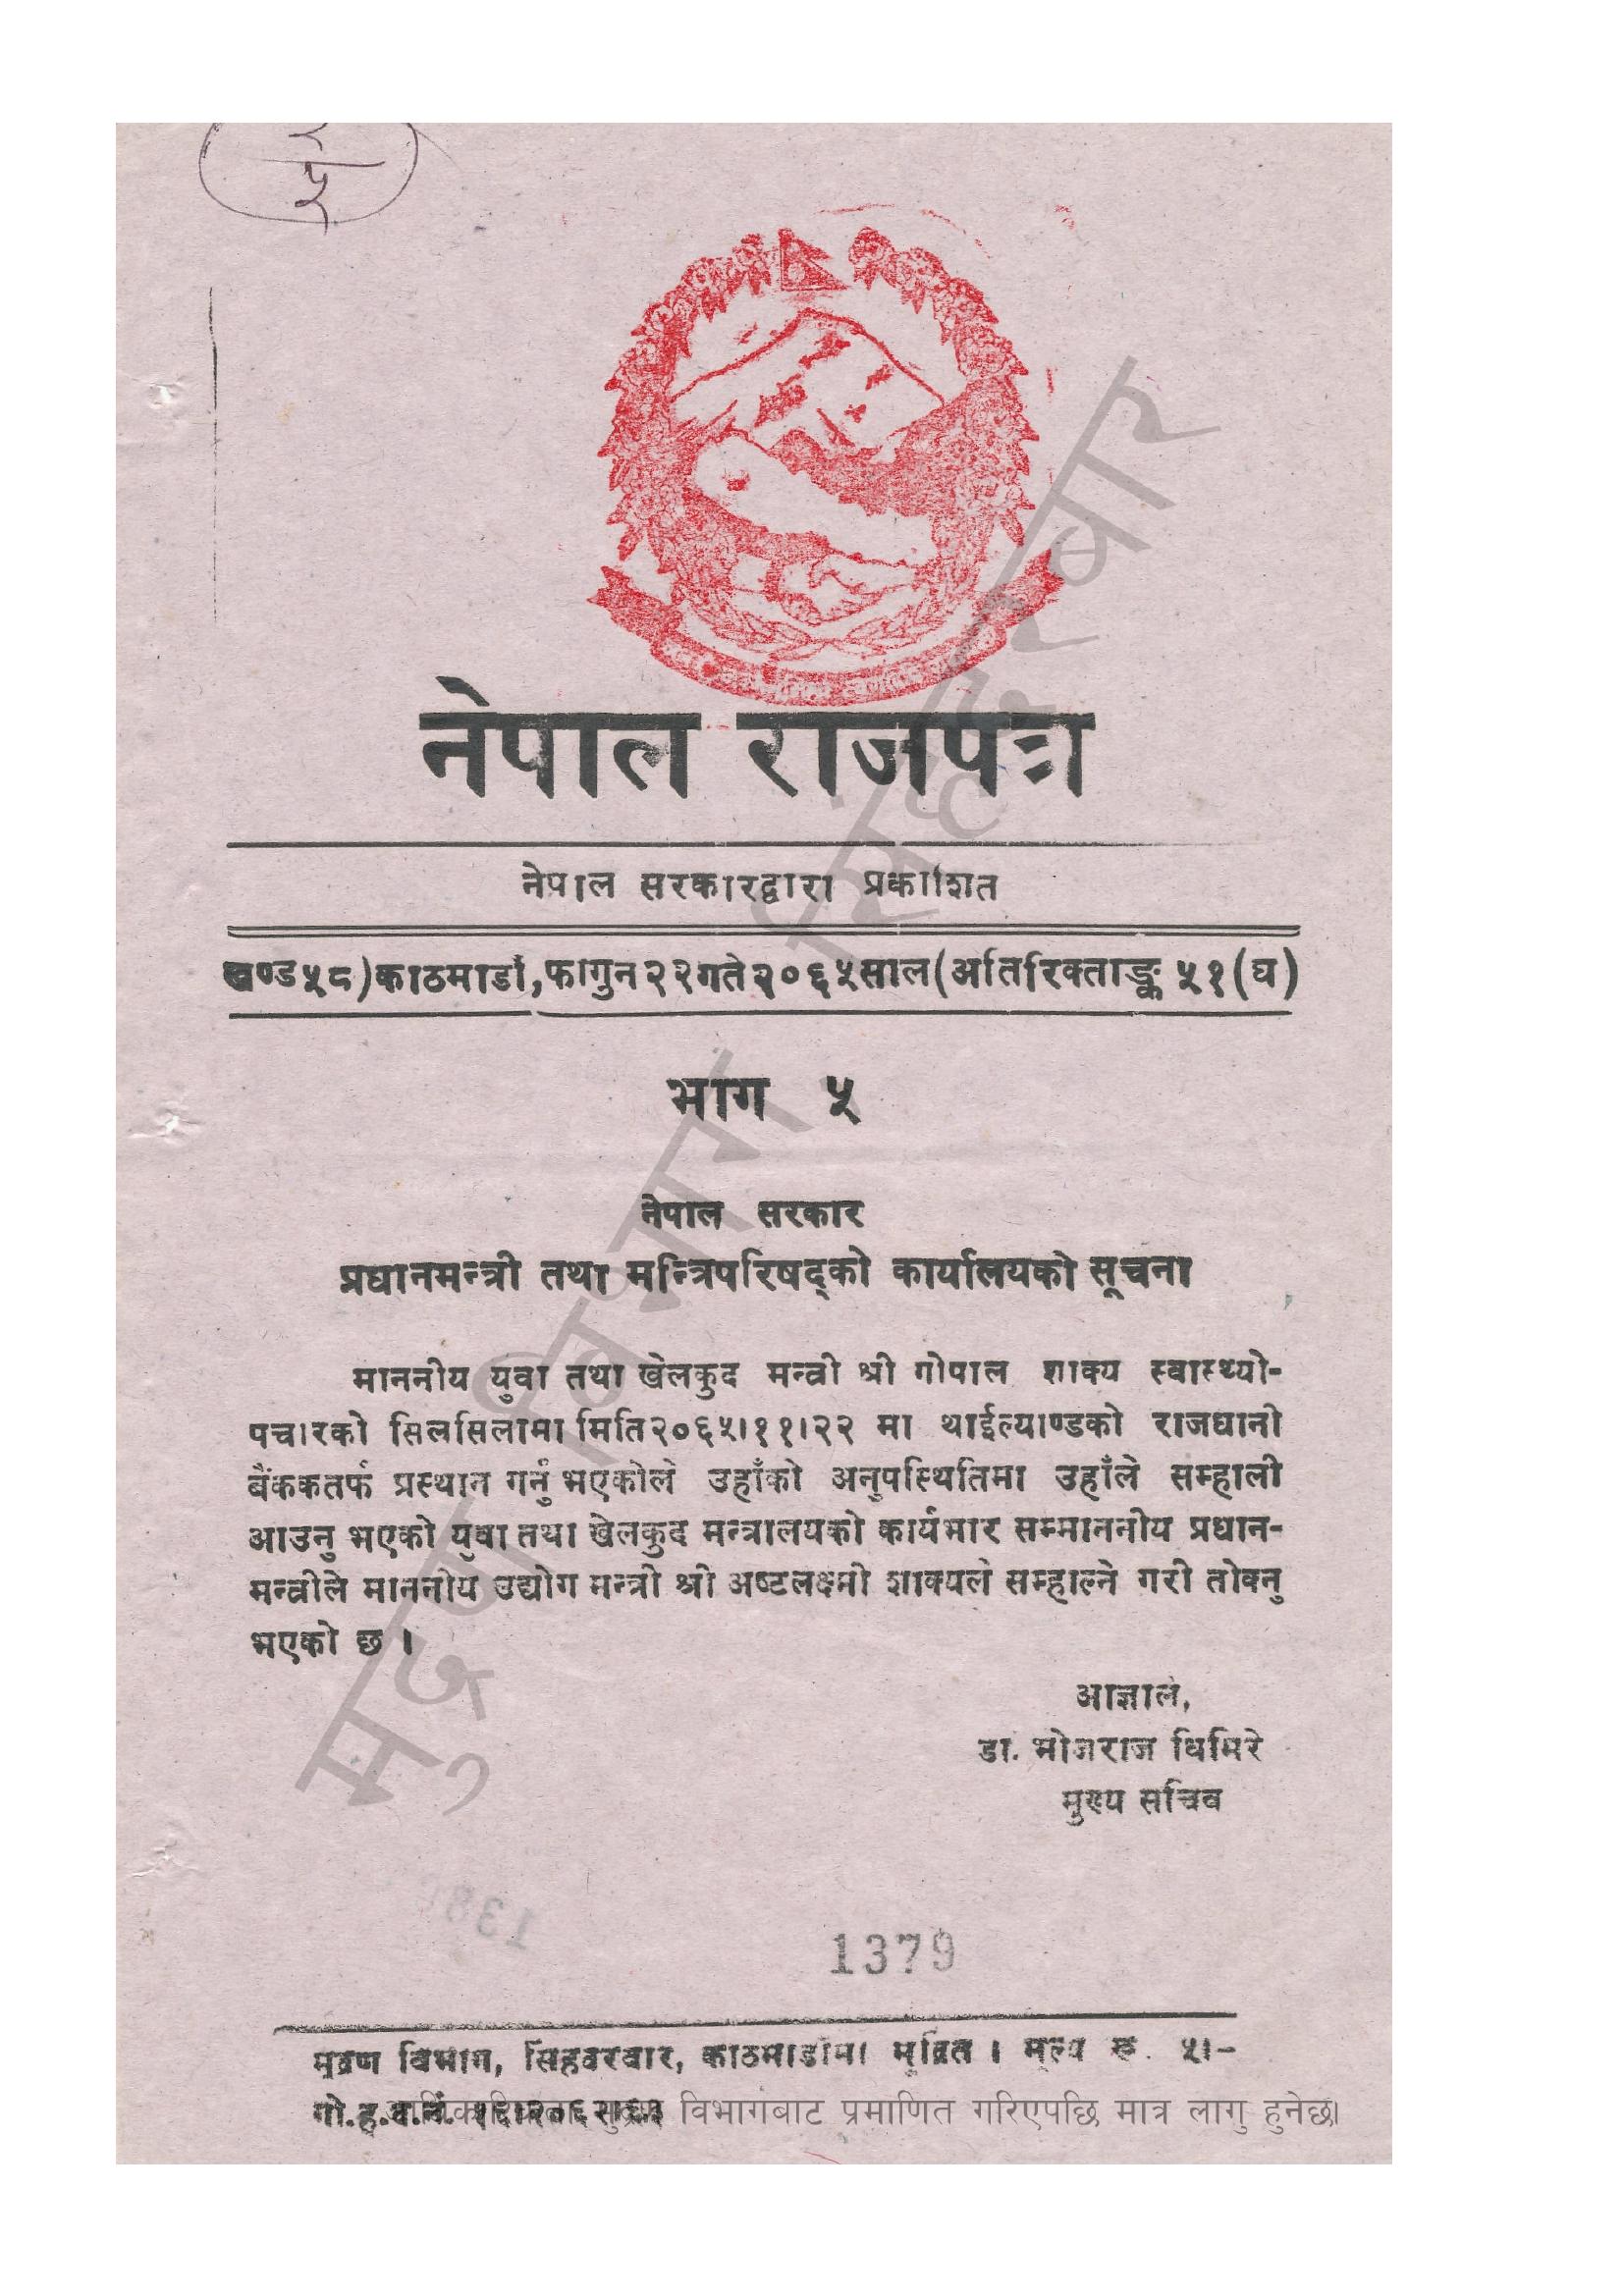 ५
नेपाल राजपत्र
नेपाल सरकारद्वारा प्रकाशित
खण्ड ५८) काठमाडौं, फागुन २२ गते २०६५ साल (अतिरिक्ताङ्क ५१ (घ)
भाग ५
नेपाल सरकार
प्रधानमन्त्री तथा मन्त्रिपरिषद्को कार्यालयको सूचना
माननीय युवा तथा खेलकुद मन्त्री श्री गोपाल शाक्य स्वास्थ्यो-
पचारको सिलसिलामा मिति २०६५।११।२२ मा थाईल्याण्डको राजधानी
बैंककतर्फ प्रस्थान गर्नु भएकोले उहाँको अनुपस्थितिमा उहाँले सम्हाली
आउनु भएको युवा तथा खेलकुद मन्त्रालयको कार्यभार सम्माननीय प्रधान-
मन्त्रीले माननीय उद्योग मन्त्री श्री अष्टलक्ष्मी शाक्यले सम्हाल्ने गरी तोक्नु
भएको छ ।
आज्ञाले,
डा. भोजराज घिमिरे
मुख्य सचिव
1379
मुद्रण विभाग, सिंहदरबार, काठमाडौंमा मुद्रित । मूल्य रु. ५।-
गो.ह.द.नं.
विभागबाट प्रमाणित गरिएपछि मात्र लागु हुनेछ।
मुद्रण विभाग, सिंहदरबार